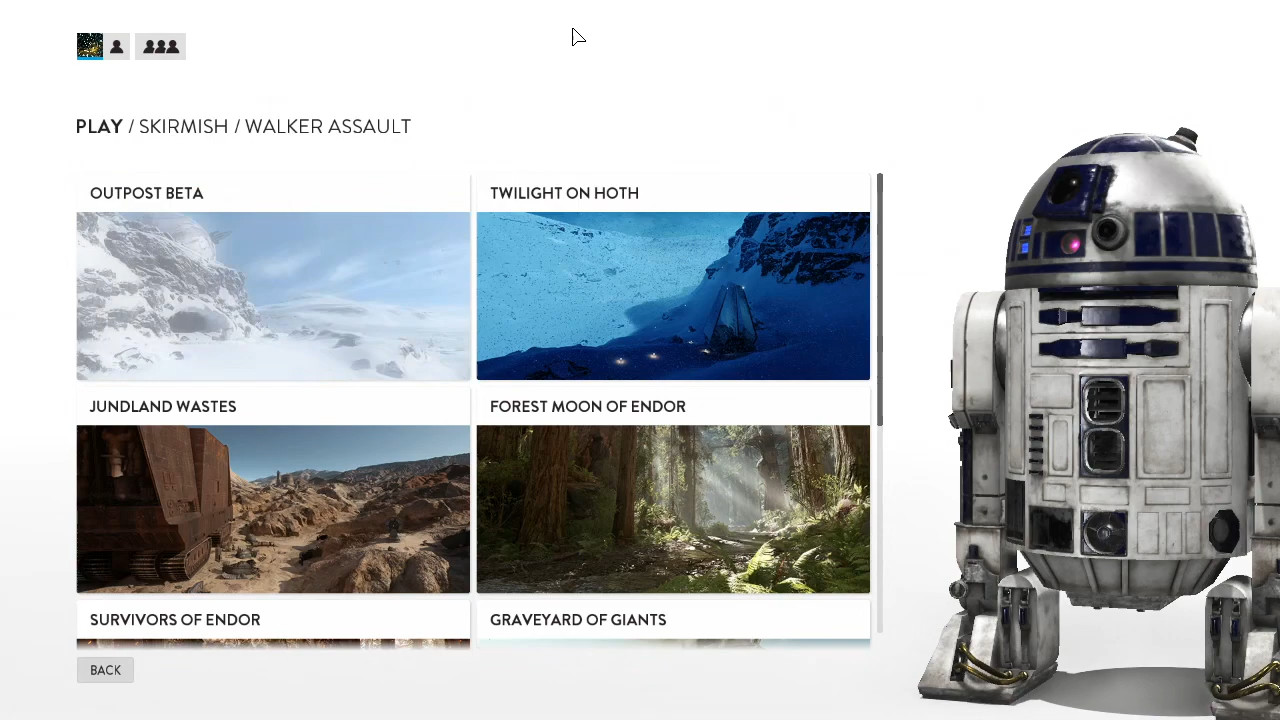 PLAY / SKIRMISH / WALKER ASSAULT
OUTPOST BETA
TWILIGHT ON HOTH
JUNDLAND WASTES
FOREST MOON OF ENDOR
SURVIVORS OF ENDOR
GRAVEYARD OF GIANTS
BACK